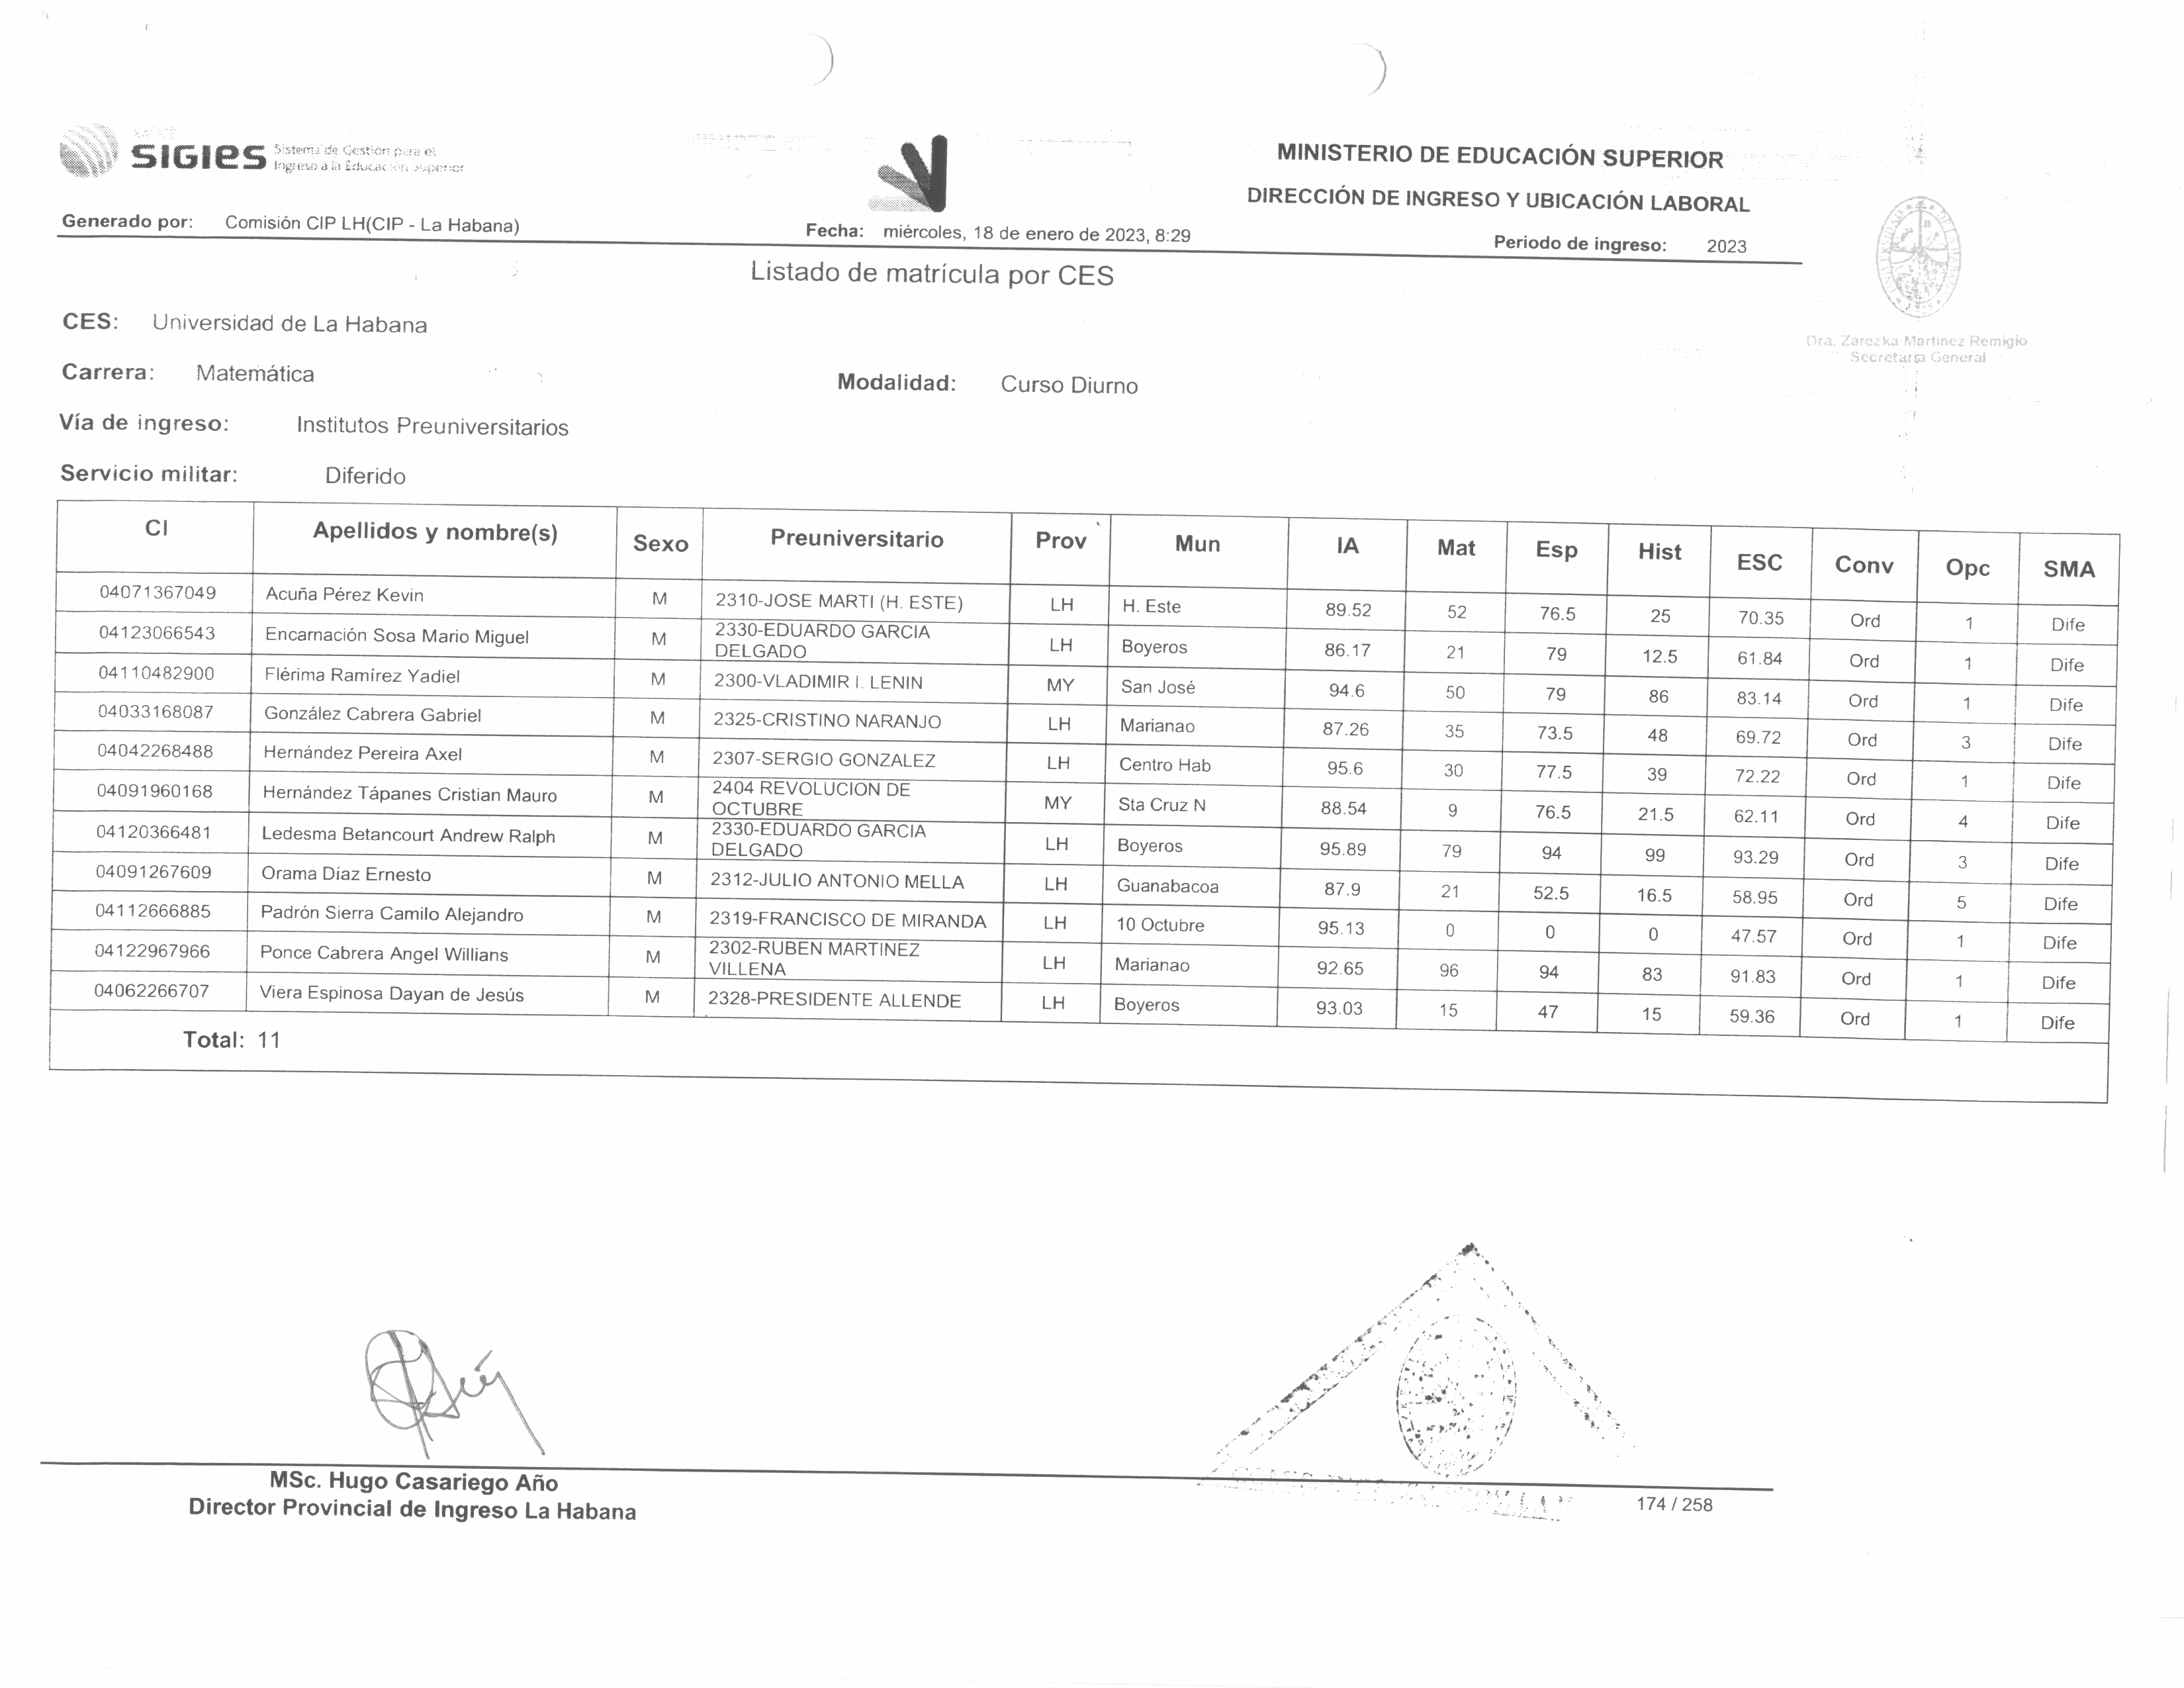 SIGIES Sistema de Gestión para el
Ingreso a la Educación Superior
MINISTERIO DE EDUCACIÓN SUPERIOR
DIRECCIÓN DE INGRESO Y UBICACIÓN LABORAL
Generado por: Comisión CIP LH(CIP - La Habana) Fecha: miércoles, 18 de enero de 2023, 8:29 Periodo de ingreso: 2023
Listado de matrícula por CES
Dra. Zarezka Martínez Remigio
Secretaria General
CES: Universidad de La Habana
Carrera: Matemática Modalidad: Curso Diurno
Vía de ingreso: Institutos Preuniversitarios
Servicio militar: Diferido
CI Apellidos y nombre(s) Sexo Preuniversitario Prov Mun IA Mat Esp Hist ESC Conv Opc SMA
04071367049 Acuña Pérez Kevin M 2310-JOSE MARTI (H. ESTE) LH H. Este 89.52 52 76.5 25 70.35 Ord 1 Dife
04123066543 Encarnación Sosa Mario Miguel M 2330-EDUARDO GARCIA DELGADO LH Boyeros 86.17 21 79 12.5 61.84 Ord 1 Dife
04110482900 Flérima Ramírez Yadiel M 2300-VLADIMIR I. LENIN MY San José 94.6 50 79 86 83.14 Ord 1 Dife
04033168087 González Cabrera Gabriel M 2325-CRISTINO NARANJO LH Marianao 87.26 35 73.5 48 69.72 Ord 3 Dife
04042268488 Hernández Pereira Axel M 2307-SERGIO GONZALEZ LH Centro Hab 95.6 30 77.5 39 72.22 Ord 1 Dife
04091960168 Hernández Tápanes Cristian Mauro M 2404 REVOLUCION DE OCTUBRE MY Sta Cruz N 88.54 9 76.5 21.5 62.11 Ord 4 Dife
04120366481 Ledesma Betancourt Andrew Ralph M 2330-EDUARDO GARCIA DELGADO LH Boyeros 95.89 79 94 99 93.29 Ord 3 Dife
04091267609 Orama Diaz Ernesto M 2312-JULIO ANTONIO MELLA LH Guanabacoa 87.9 21 52.5 16.5 58.95 Ord 5 Dife
04112666885 Padrón Sierra Camilo Alejandro M 2319-FRANCISCO DE MIRANDA LH 10 Octubre 95.13 0 0 0 47.57 Ord 1 Dife
04122967966 Ponce Cabrera Angel Willians M 2302-RUBEN MARTINEZ VILLENA LH Marianao 92.65 96 94 83 91.83 Ord 1 Dife
04062266707 Viera Espinosa Dayan de Jesús M 2328-PRESIDENTE ALLENDE LH Boyeros 93.03 15 47 15 59.36 Ord 1 Dife
Total: 11
MSc. Hugo Casariego Año
Director Provincial de Ingreso La Habana
174 / 258